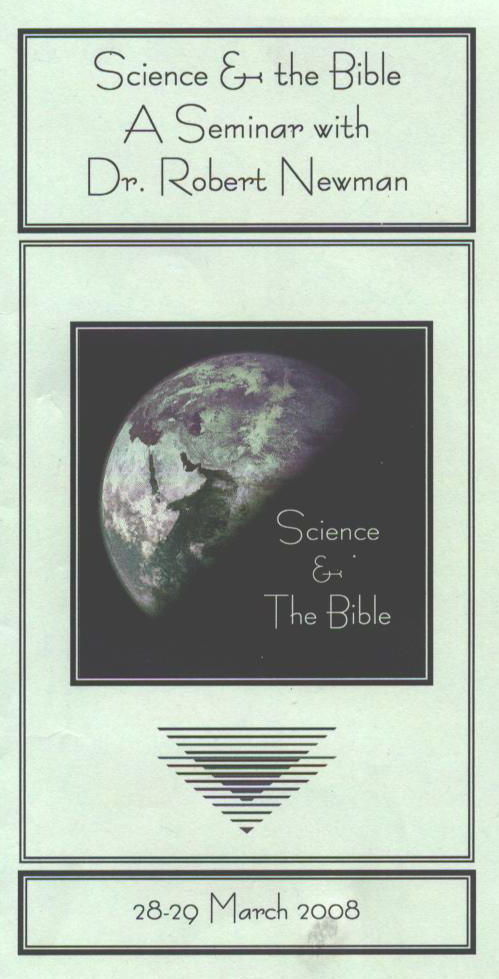 Science & the Bible
A Seminar with
Dr. Robert Newman
Science
&
The Bible
28-29 March 2008